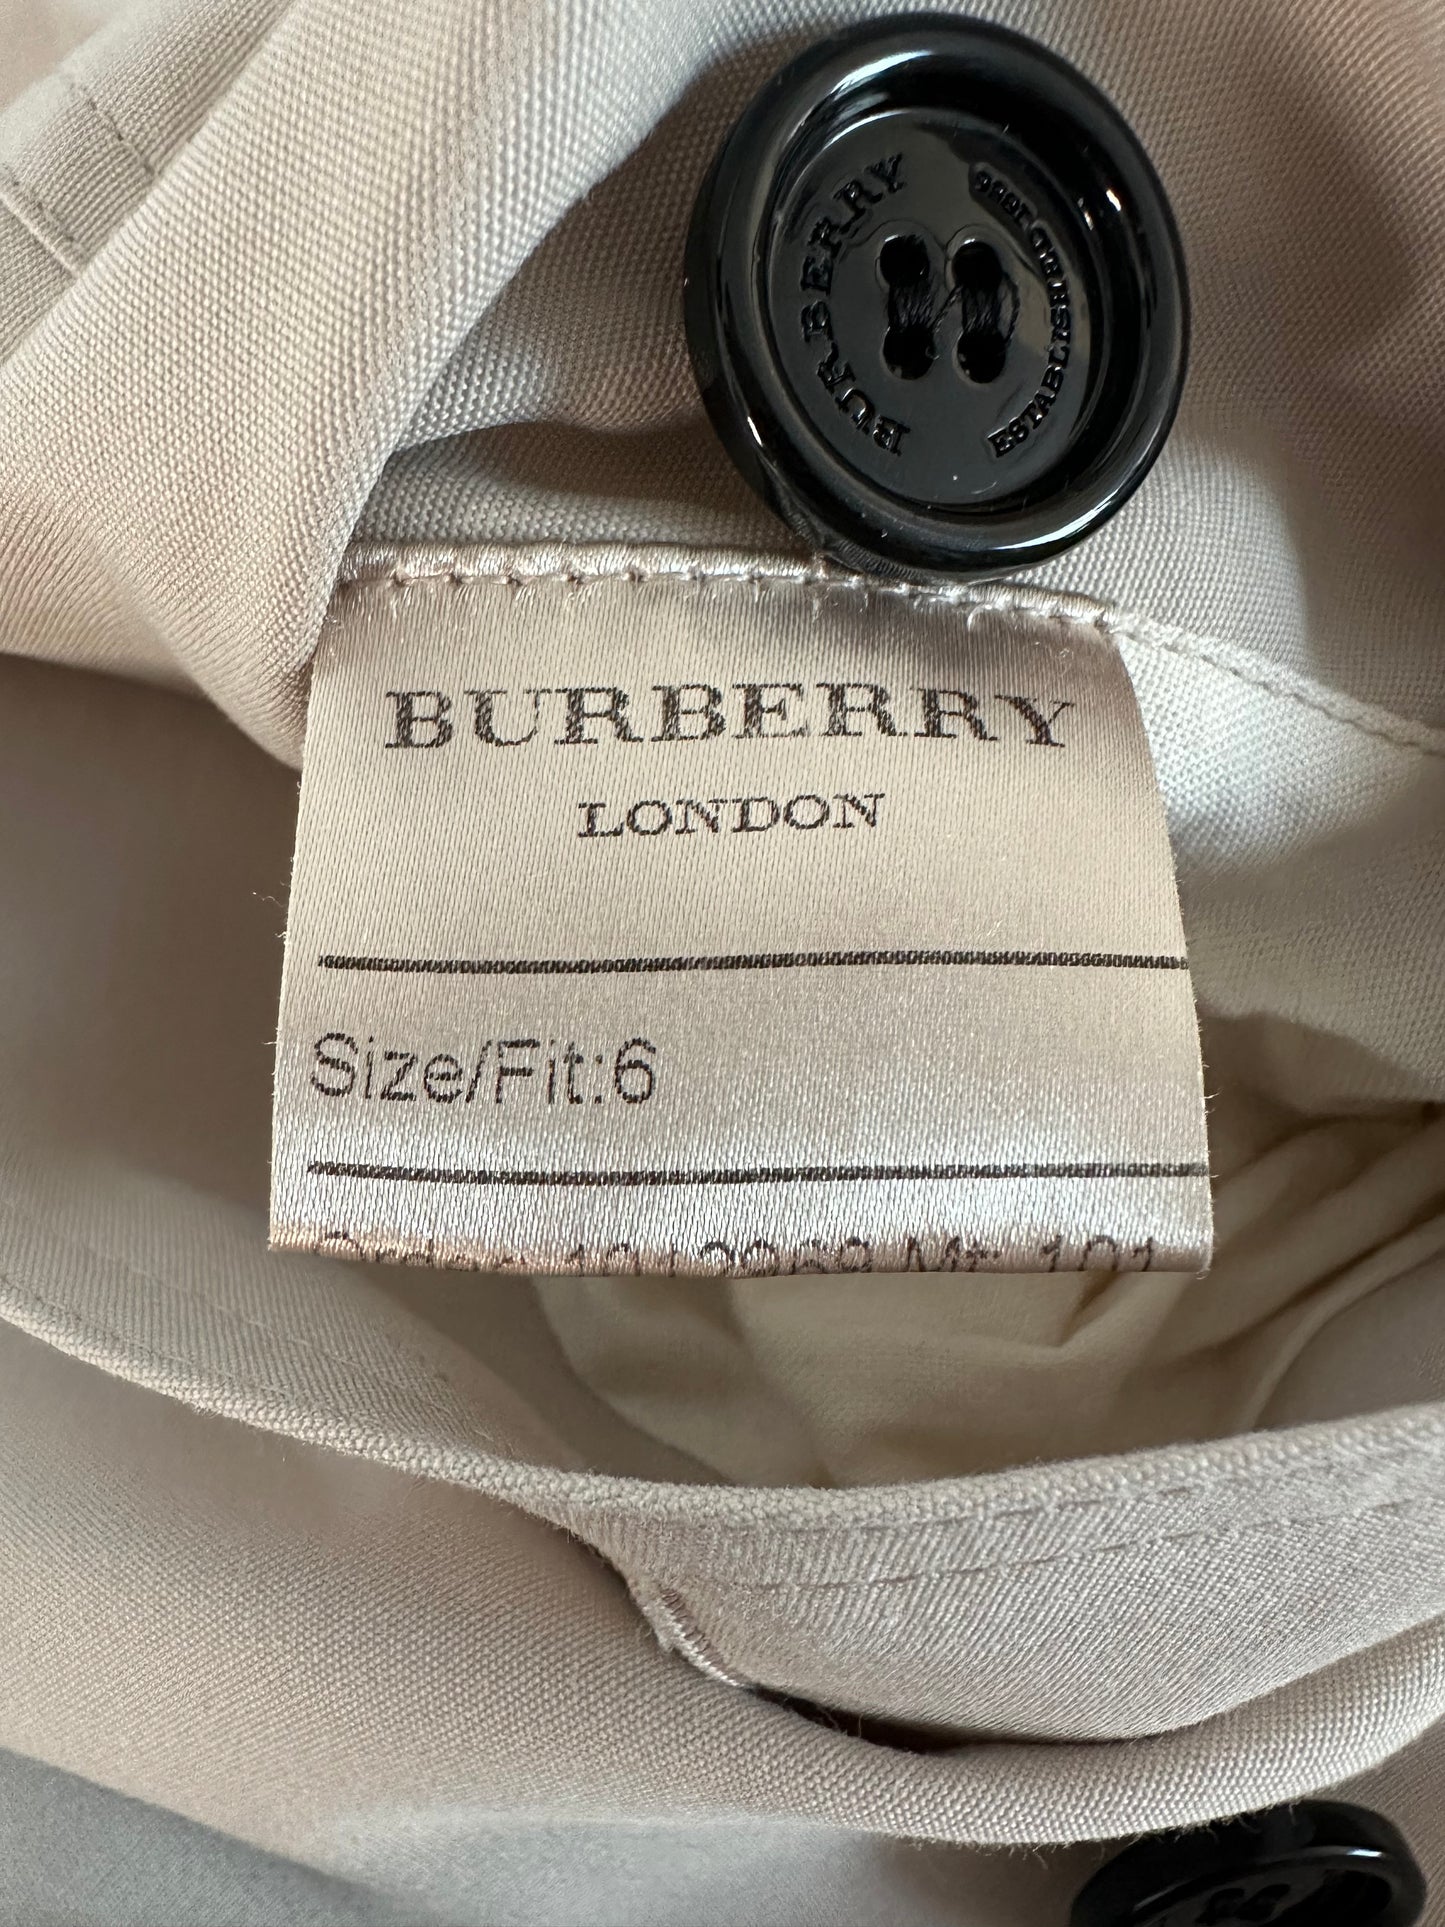 BURBERRY
ESTABLISHED 1856
BURBERRY
LONDON
Size/Fit:6